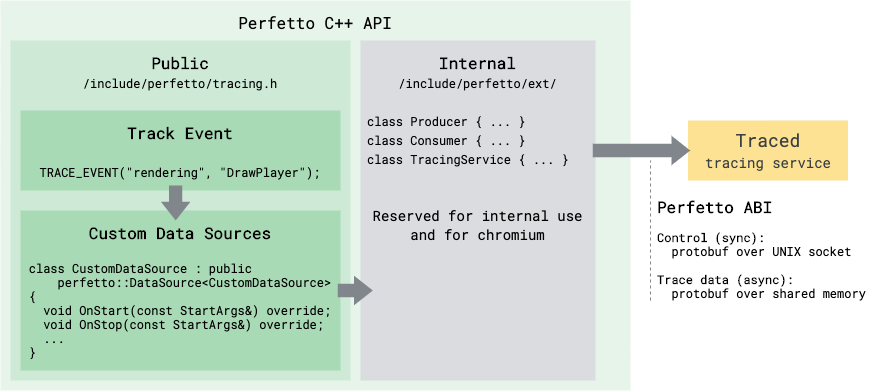 Perfetto C++ API
Public
/include/perfetto/tracing.h
Track Event
TRACE_EVENT("rendering", "DrawPlayer");
Custom Data Sources
class CustomDataSource : public
perfetto::DataSource<CustomDataSource>
{
void OnStart(const StartArgs&) override;
void OnStop(const StartArgs&) override;
...
}
Internal
/include/perfetto/ext/
class Producer { ... }
class Consumer { ... }
class TracingService { ... }
Reserved for internal use
and for chromium
Traced
tracing service
Perfetto ABI
Control (sync):
protobuf over UNIX socket
Trace data (async):
protobuf over shared memory